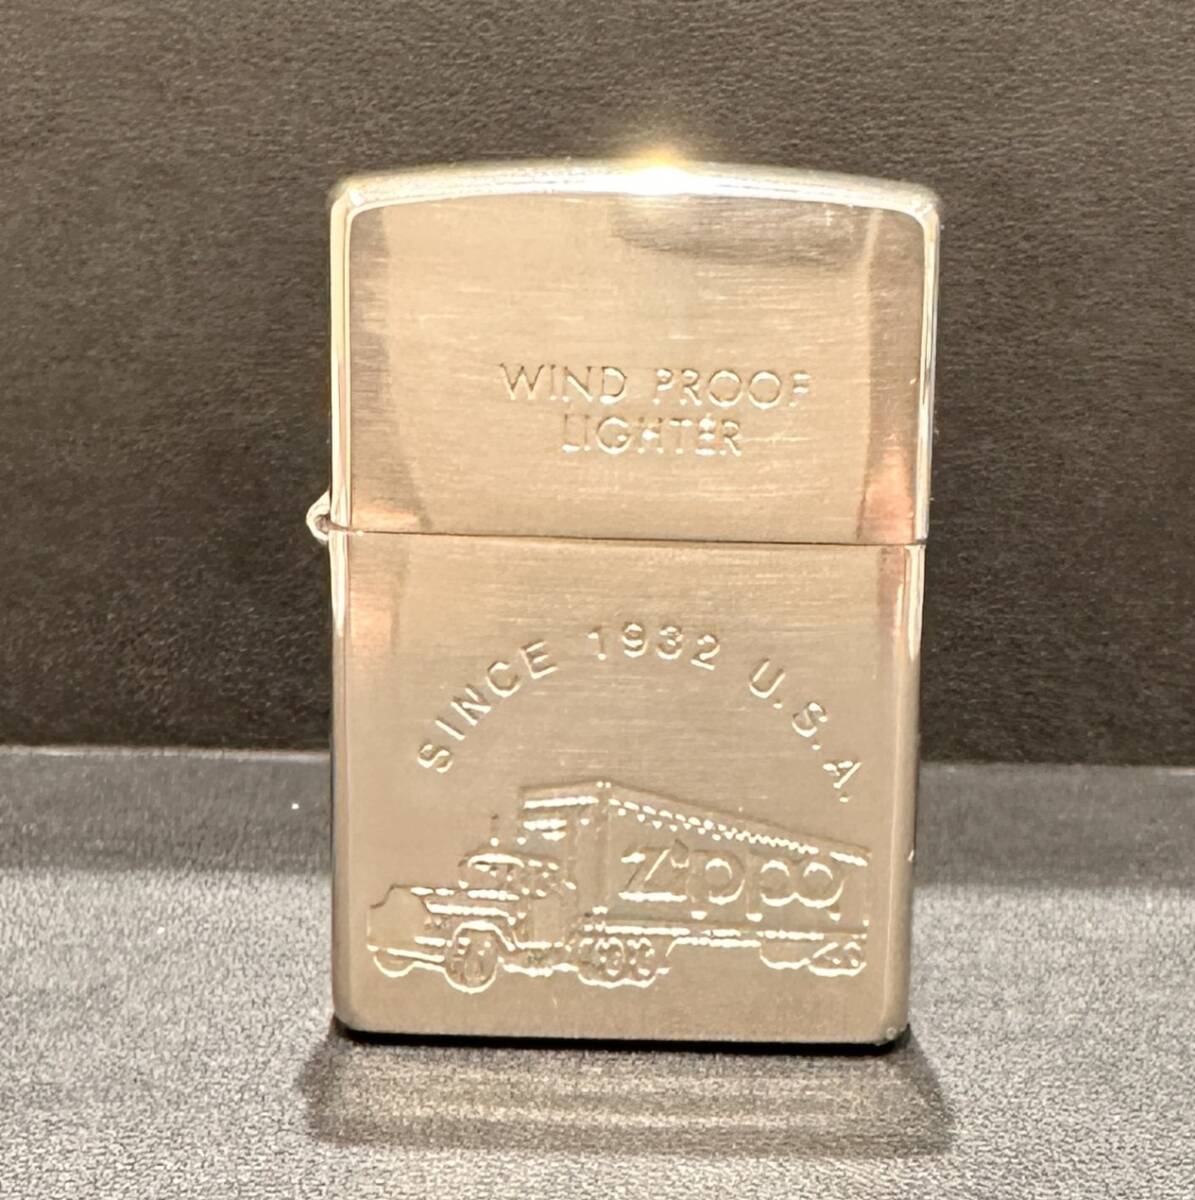 WIND PROOF
LIGHTER
SINCE 1932 U.S.A.
Zippo